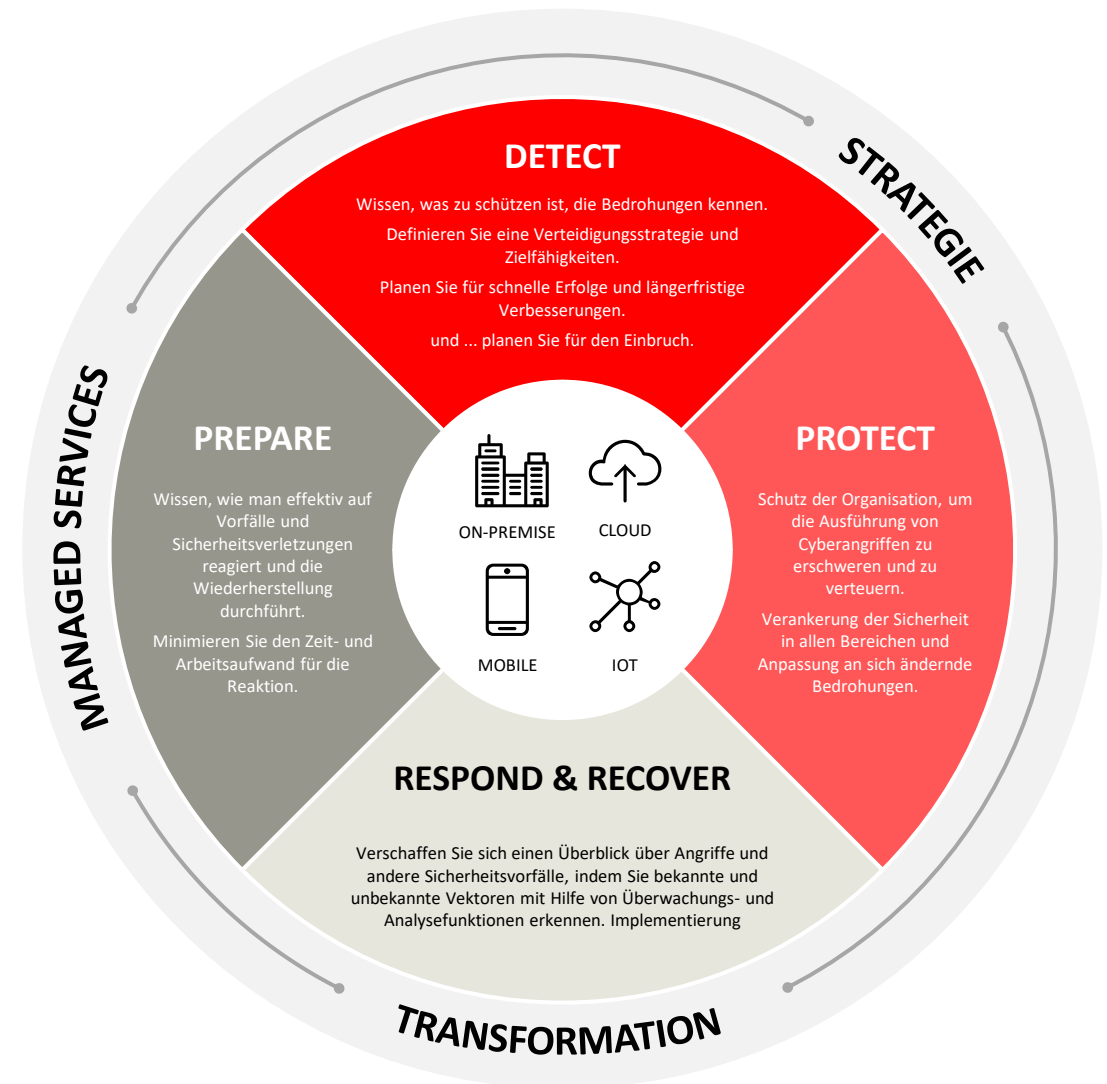 STRATEGIE
DETECT
Wissen, was zu schützen ist, die Bedrohungen kennen.
Definieren Sie eine Verteidigungsstrategie und
Zielfähigkeiten.
Planen Sie für schnelle Erfolge und längerfristige
Verbesserungen.
und ... planen Sie für den Einbruch.
MANAGED SERVICES
PREPARE
Wissen, wie man effektiv auf
Vorfälle und
Sicherheitsverletzungen
reagiert und die
Wiederherstellung
durchführt.
Minimieren Sie den Zeit- und
Arbeitsaufwand für die
Reaktion.
ON-PREMISE
CLOUD
MOBILE
IOT
PROTECT
Schutz der Organisation, um
die Ausführung von
Cyberangriffen zu
erschweren und zu
verteuern.
Verankerung der Sicherheit
in allen Bereichen und
Anpassung an sich ändernde
Bedrohungen.
RESPOND & RECOVER
Verschaffen Sie sich einen Überblick über Angriffe und
andere Sicherheitsvorfälle, indem Sie bekannte und
unbekannte Vektoren mit Hilfe von Überwachungs- und
Analysefunktionen erkennen. Implementierung
TRANSFORMATION